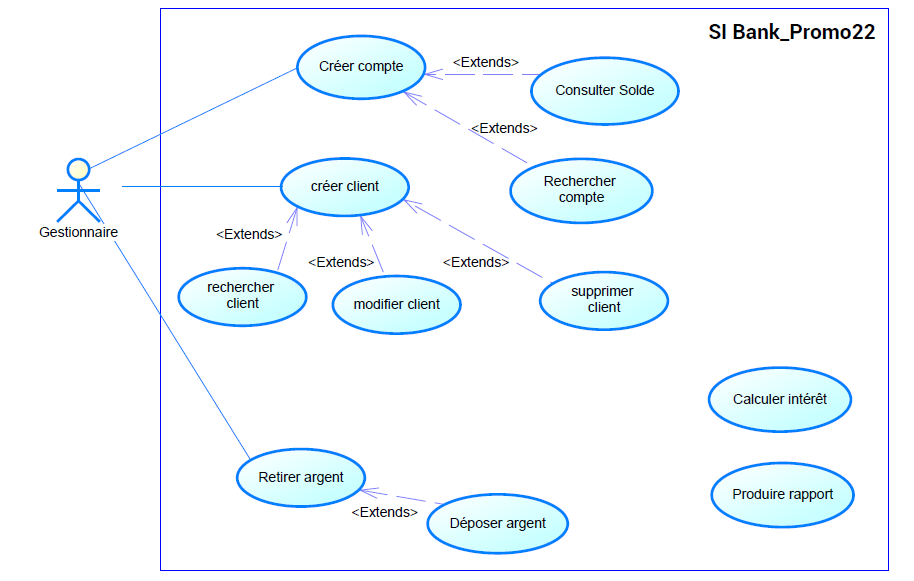 SI Bank_Promo22
Créer compte
<Extends>
Consulter Solde
<Extends>
Rechercher
compte
créer client
Gestionnaire
<Extends>
<Extends>
<Extends>
rechercher
client
modifier client
supprimer
client
Calculer intérêt
Retirer argent
Produire rapport
<Extends>
Déposer argent